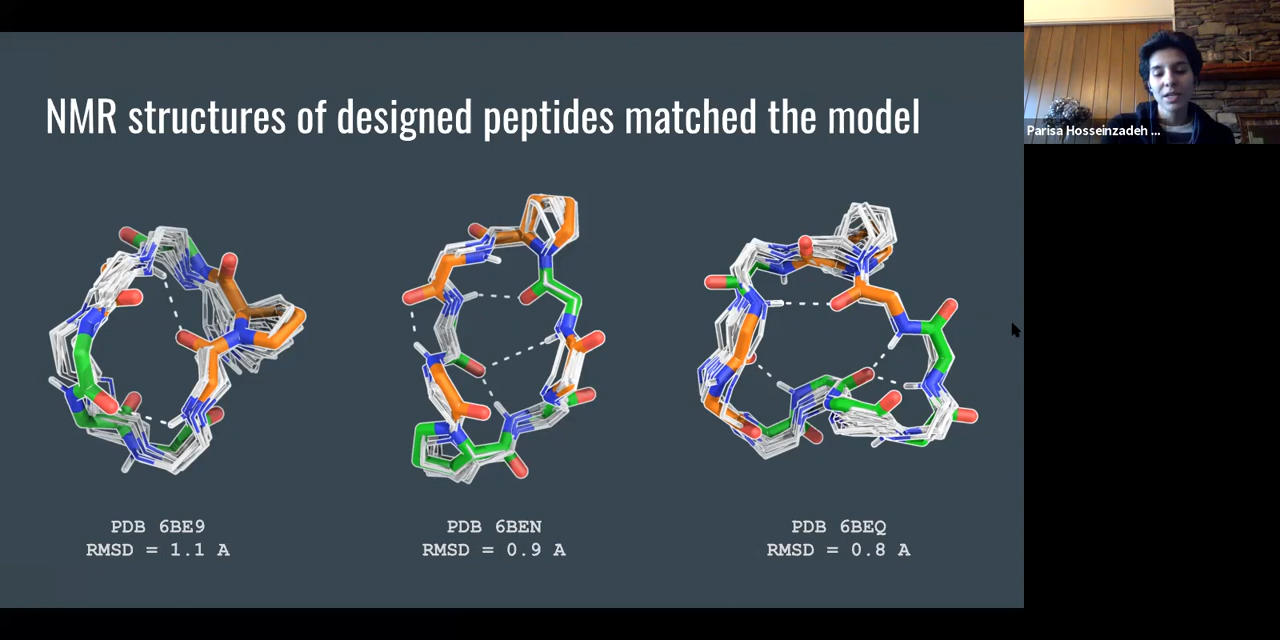 NMR structures of designed peptides matched the model
Parisa Hosseinzadeh ...
PDB 6BE9
RMSD = 1.1 A
PDB 6BEN
RMSD = 0.9 A
PDB 6BEQ
RMSD = 0.8 A